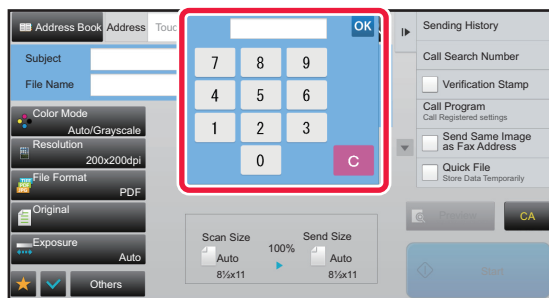 Address Book
Address
Touc
OK
Subject
File Name
7 8 9
4 5 6
1 2 3
0
C
Color Mode
Auto/Grayscale
Resolution
200x200dpi
File Format
PDF
Original
Exposure
Auto
Others
Scan Size
Auto
8½x11
100%
Send Size
Auto
8½x11
Sending History
Call Search Number
Verification Stamp
Call Program
Call Registered settings
Send Same Image
as Fax Address
Quick File
Store Data Temporarily
Preview
CA
Start